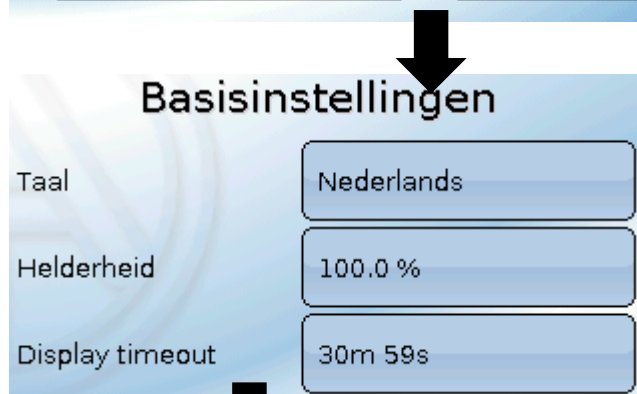 Basisinstellingen
Taal Nederlands
Helderheid 100.0 %
Display timeout 30m 59s